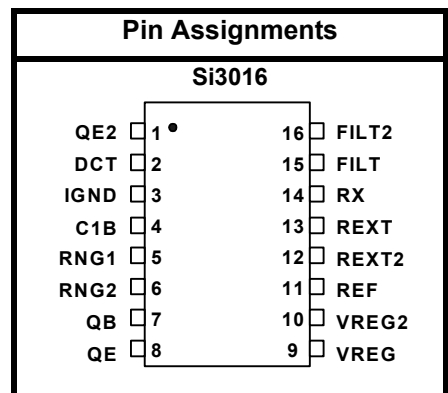 Pin Assignments
Si3016
QE2 1 16 FILT2
DCT 2 15 FILT
IGND 3 14 RX
C1B 4 13 REXT
RNG1 5 12 REXT2
RNG2 6 11 REF
QB 7 10 VREG2
QE 8 9 VREG